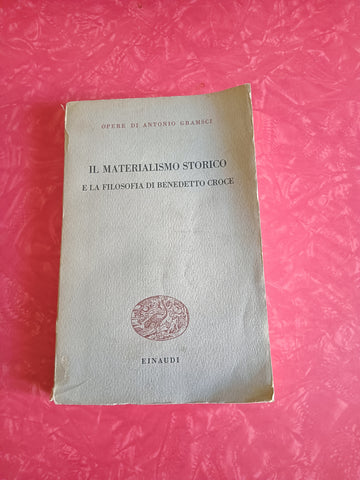 OPERE DI ANTONIO GRAMSCI
IL MATERIALISMO STORICO
E LA FILOSOFIA DI BENEDETTO CROCE
EINAUDI